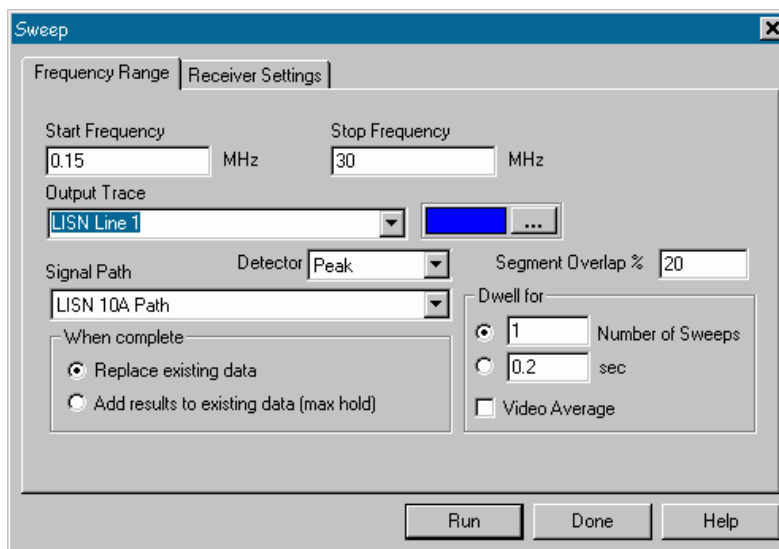 Sweep
Frequency Range Receiver Settings
Start Frequency Stop Frequency
0.15 MHz 30 MHz
Output Trace
LISN Line 1 ...
Signal Path Detector Peak Segment Overlap % 20
LISN 10A Path
Dwell for
1 Number of Sweeps
0.2 sec
Video Average
When complete
Replace existing data
Add results to existing data (max hold)
Run Done Help